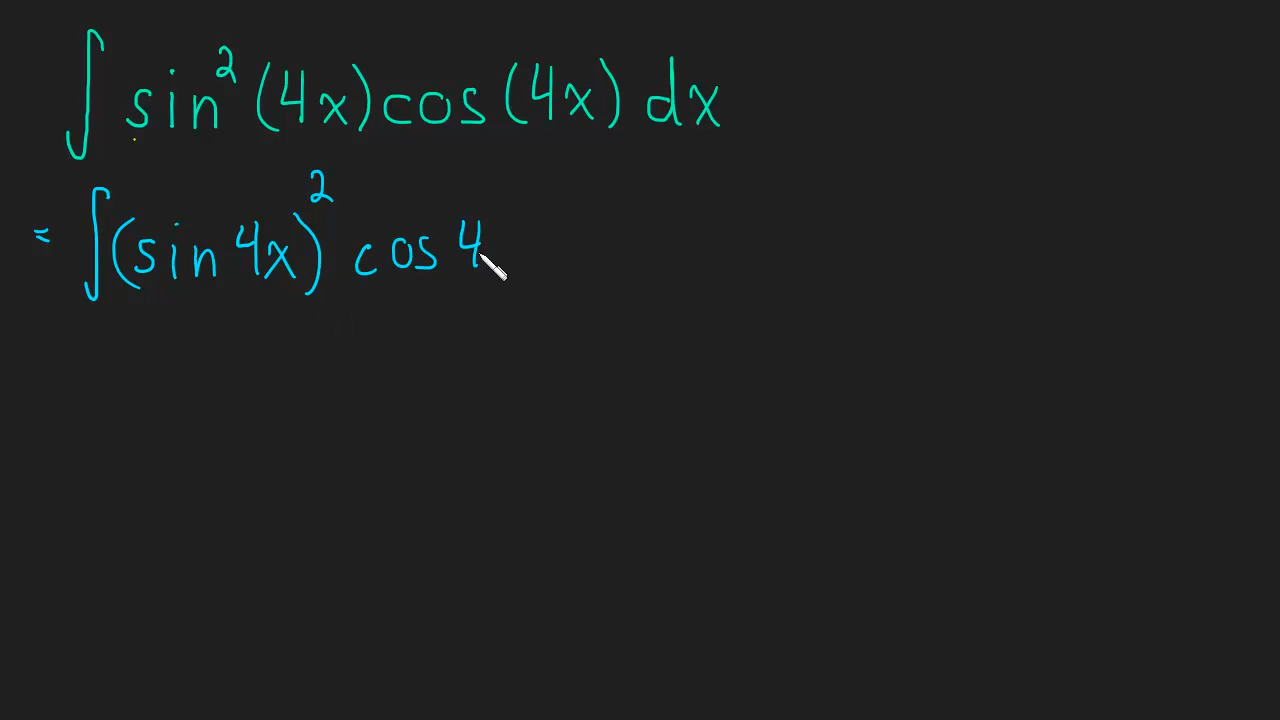 ∫ sin² (4x) cos (4x) dx
= ∫ (sin 4x)² cos 4